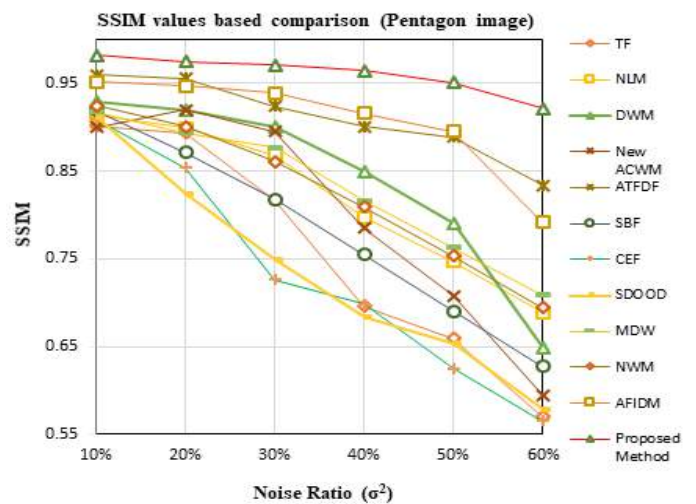 SSIM values based comparison (Pentagon image)
0.95
0.85
0.75
0.65
0.55
SSIM
10% 20% 30% 40% 50% 60%
Noise Ratio (σ²)
TF
NLM
DWM
New
ACWM
ATFDF
SBF
CEF
SDOOD
MDW
NWM
AFIDM
Proposed
Method